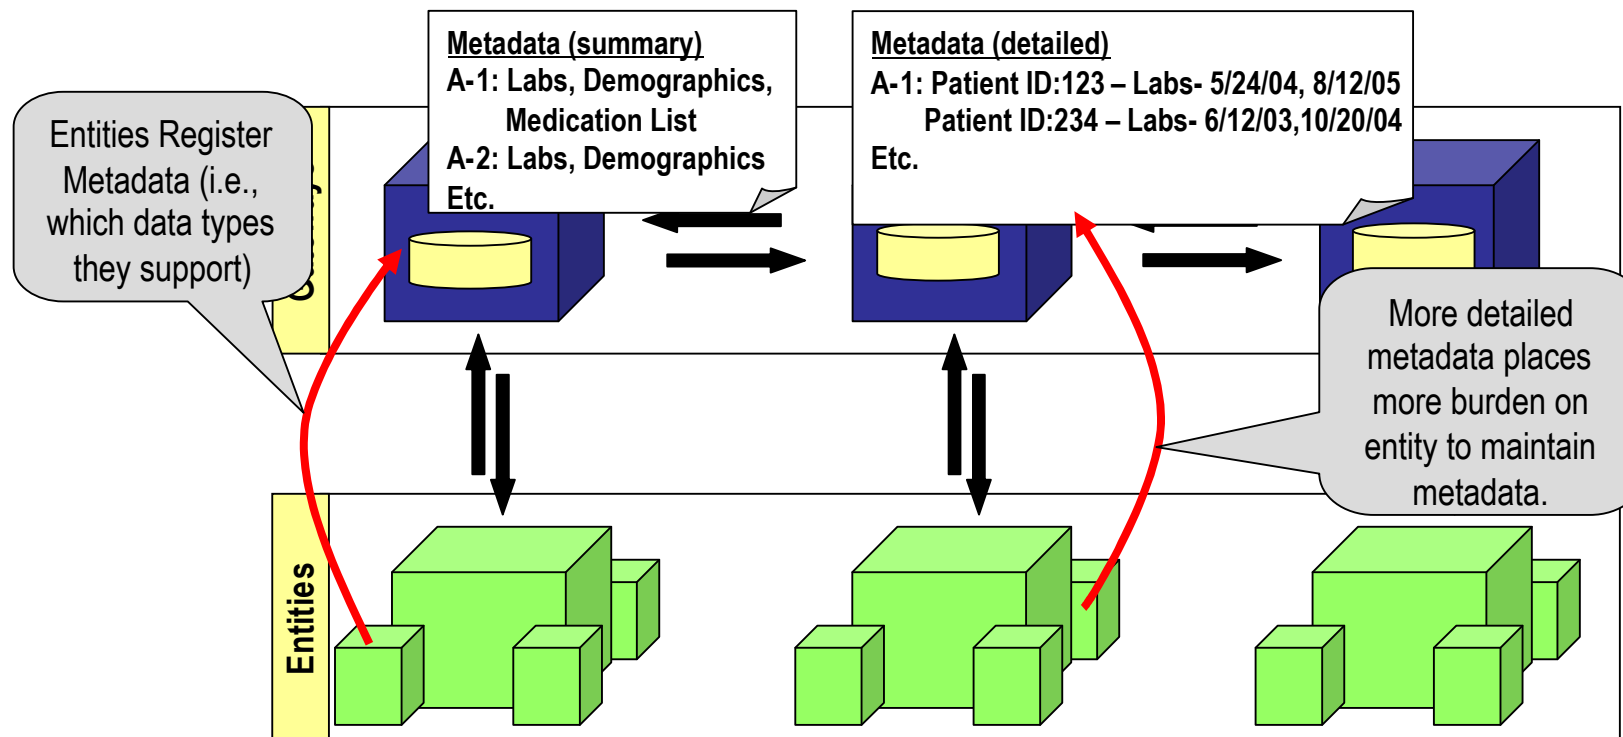 Metadata (summary)
A-1: Labs, Demographics,
Medication List
A-2: Labs, Demographics
Etc.
Metadata (detailed)
A-1: Patient ID:123 – Labs- 5/24/04, 8/12/05
Patient ID:234 – Labs- 6/12/03,10/20/04
Etc.
Entities Register
Metadata (i.e.,
which data types
they support)
More detailed
metadata places
more burden on
entity to maintain
metadata.
Entities